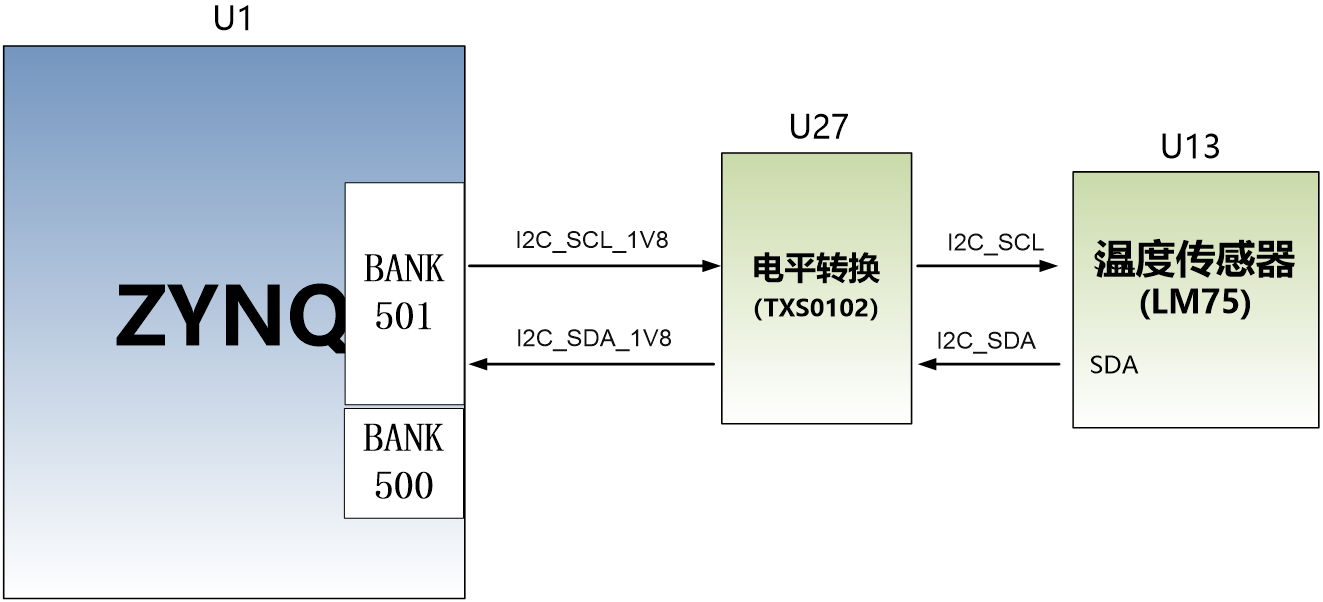 U1
ZYNQ
BANK
501
BANK
500
I2C_SCL_1V8
I2C_SDA_1V8
U27
电平转换
(TXS0102)
I2C_SCL
I2C_SDA
U13
温度传感器
(LM75)
SDA